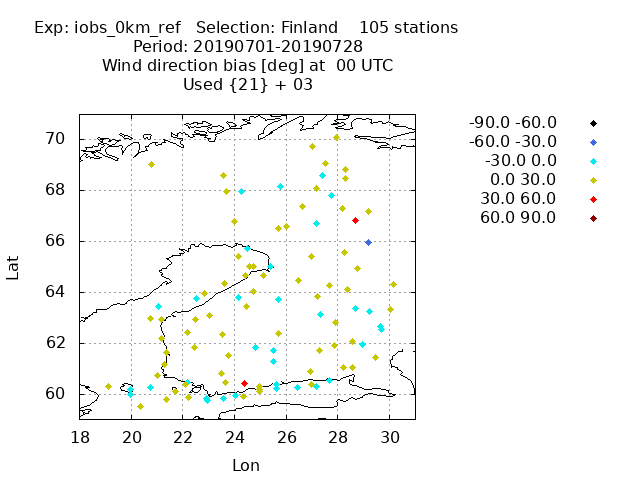 Exp: iobs_0km_ref Selection: Finland 105 stations
Period: 20190701-20190728
Wind direction bias [deg] at 00 UTC
Used {21} + 03
70
68
66
64
62
60
Lat
18 20 22 24 26 28 30
Lon
-90.0 -60.0
-60.0 -30.0
-30.0 0.0
0.0 30.0
30.0 60.0
60.0 90.0